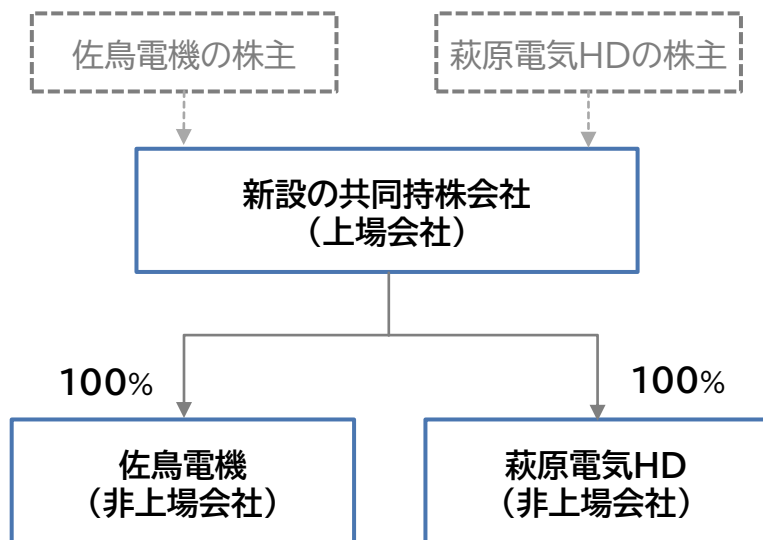 佐鳥電機の株主
萩原電気HDの株主
新設の共同持株会社
（上場会社）
100%
100%
佐鳥電機
（非上場会社）
萩原電気HD
（非上場会社）